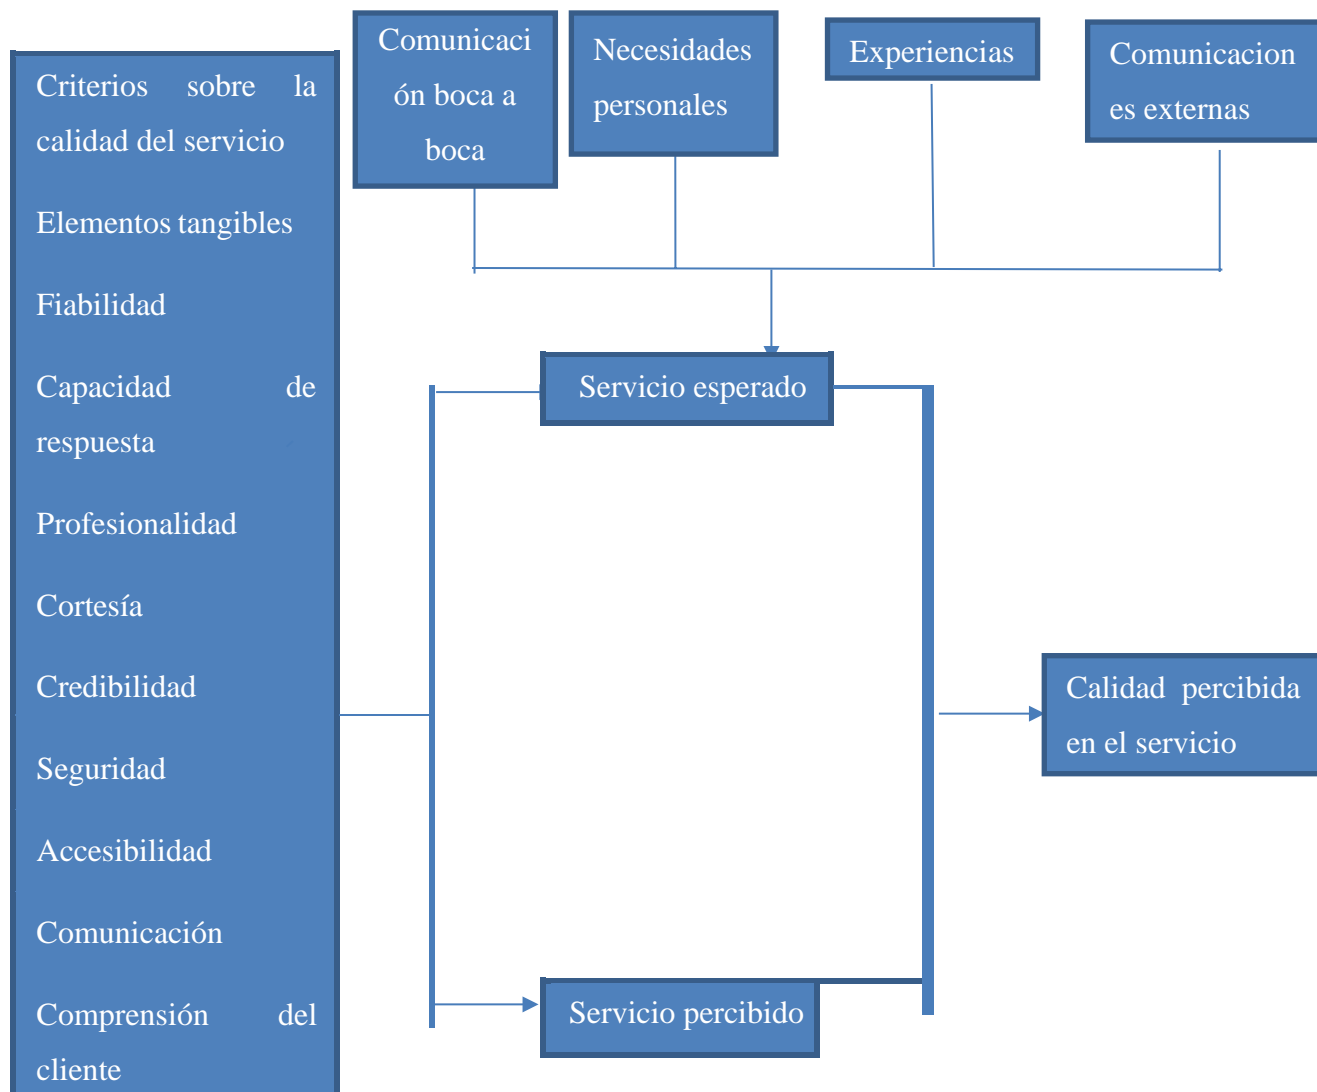 Criterios sobre la
calidad del servicio
Elementos tangibles
Fiabilidad
Capacidad de
respuesta
Profesionalidad
Cortesía
Credibilidad
Seguridad
Accesibilidad
Comunicación
Comprensión del
cliente
Comunicaci
ón boca a
boca
Necesidades
personales
Experiencias
Comunicacion
es externas
Servicio esperado
Servicio percibido
Calidad percibida
en el servicio